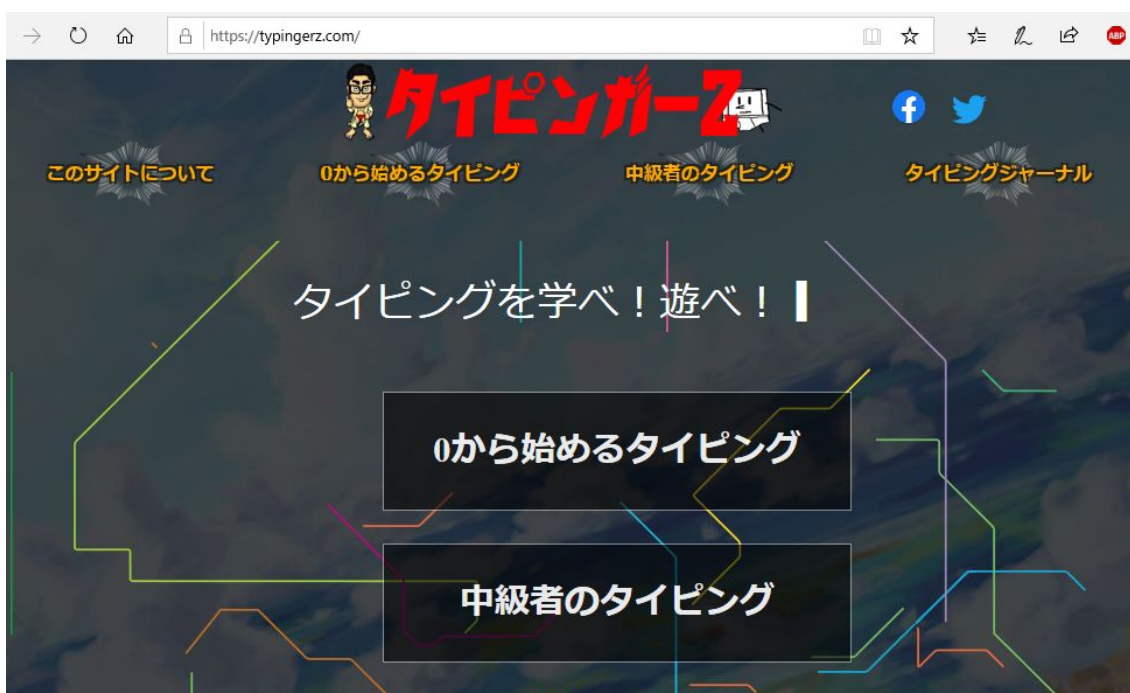 https://typingerz.com/
ABP
タイピンガーZ
このサイトについて
0から始めるタイピング
中級者のタイピング
タイピングジャーナル
タイピングを学べ！遊べ！
0から始めるタイピング
中級者のタイピング